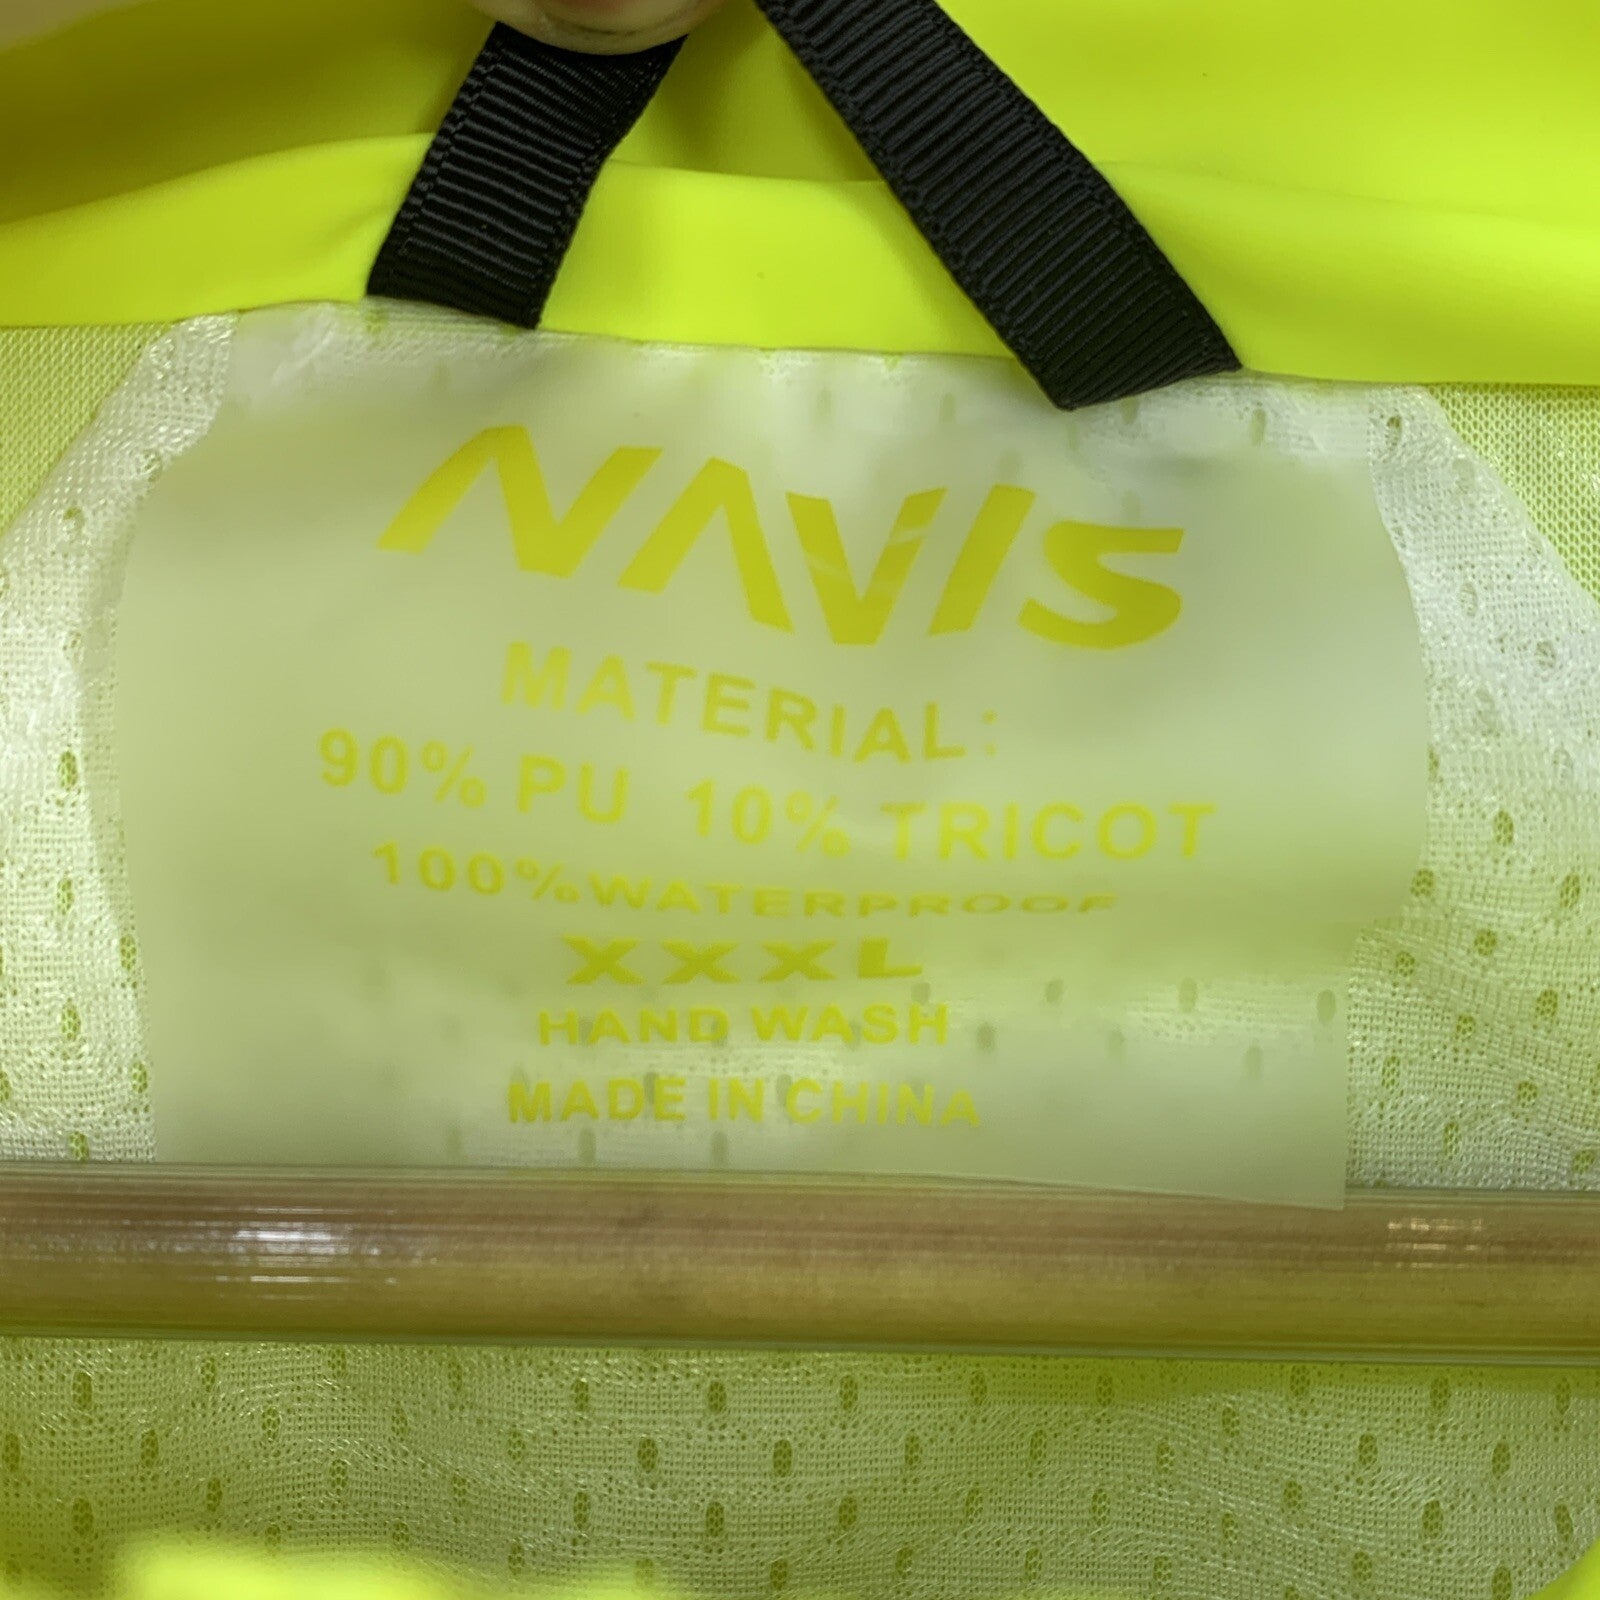 NAVIS
MATERIAL:
90% PU 10% TRICOT
100%WATERPROOF
XXXL
HAND WASH
MADE IN CHINA